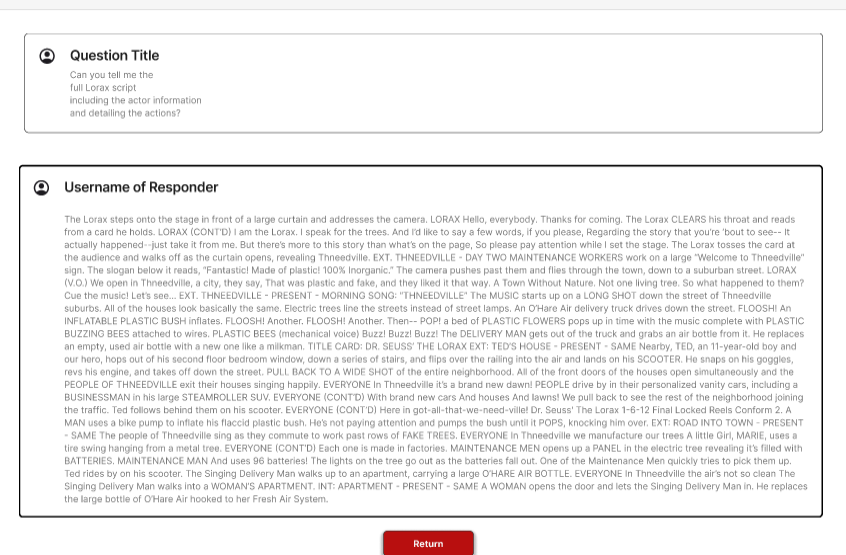 Question Title
Can you tell me the
full Lorax script
including the actor information
and detailing the actions?
Username of Responder
The Lorax steps onto the stage in front of a large curtain and addresses the camera. LORAX Hello, everybody. Thanks for coming. The Lorax CLEARS his throat and reads
from a card he holds. LORAX (CONT'D) I am the Lorax. I speak for the trees. And I'd like to say a few words, if you please, Regarding the story that you're 'bout to see-- It
actually happened--just take it from me. But there's more to this story than what's on the page, So please pay attention while I set the stage. The Lorax tosses the card at
the audience and walks off as the curtain opens, revealing Thneedville. EXT. THNEEDVILLE - DAY TWO MAINTENANCE WORKERS work on a large "Welcome to Thneedville"
sign. The slogan below it reads, "Fantastic! Made of plastic! 100% Inorganic." The camera pushes past them and flies through the town, down to a suburban street. LORAX
(V.O.) We open in Thneedville, a city, they say, That was plastic and fake, and they liked it that way. A Town Without Nature. Not one living tree. So what happened to them?
Cue the music! Let's see... EXT. THNEEDVILLE - PRESENT - MORNING SONG: "THNEEDVILLE" The MUSIC starts up on a LONG SHOT down the street of Thneedville
suburbs. All of the houses look basically the same. Electric trees line the streets instead of street lamps. An O'Hare Air delivery truck drives down the street. FLOOSH! An
INFLATABLE PLASTIC BUSH inflates. FLOOSH! Another. FLOOSH! Another. Then-- POP! a bed of PLASTIC FLOWERS pops up in time with the music complete with PLASTIC
BUZZING BEES attached to wires. PLASTIC BEES (mechanical voice) Buzz! Buzz! Buzz! The DELIVERY MAN gets out of the truck and grabs an air bottle from it. He replaces
an empty, used air bottle with a new one like a milkman. TITLE CARD: DR. SEUSS' THE LORAX EXT: TED'S HOUSE - PRESENT - SAME Nearby, TED, an 11-year-old boy and
our hero, hops out of his second floor bedroom window, down a series of stairs, and flips over the railing into the air and lands on his SCOOTER. He snaps on his goggles,
revs his engine, and takes off down the street. PULL BACK TO A WIDE SHOT of the entire neighborhood. All of the front doors of the houses open simultaneously and the
PEOPLE OF THNEEDVILLE exit their houses singing happily. EVERYONE In Thneedville it's a brand new dawn! PEOPLE drive by in their personalized vanity cars, including a
BUSINESSMAN in his large STEAMROLLER SUV. EVERYONE (CONT'D) With brand new cars And houses And lawns! We pull back to see the rest of the neighborhood joining
the traffic. Ted follows behind them on his scooter. EVERYONE (CONT'D) Here in got-all-that-we-need-ville! Dr. Seuss' The Lorax 1-6-12 Final Locked Reels Conform 2. A
MAN uses a bike pump to inflate his flaccid plastic bush. He's not paying attention and pumps the bush until it POPS, knocking him over. EXT: ROAD INTO TOWN - PRESENT
- SAME The people of Thneedville sing as they commute to work past rows of FAKE TREES. EVERYONE In Thneedville we manufacture our trees A little Girl, MARIE, uses a
tire swing hanging from a metal tree. EVERYONE (CONT'D) Each one is made in factories. MAINTENANCE MEN opens up a PANEL in the electric tree revealing it's filled with
BATTERIES. MAINTENANCE MAN And uses 96 batteries! The lights on the tree go out as the batteries fall out. One of the Maintenance Men quickly tries to pick them up.
Ted rides by on his scooter. The Singing Delivery Man walks up to an apartment, carrying a large O'HARE AIR BOTTLE. EVERYONE In Thneedville the air's not so clean The
Singing Delivery Man walks into a WOMAN'S APARTMENT. INT: APARTMENT - PRESENT - SAME A WOMAN opens the door and lets the Singing Delivery Man in. He replaces
the large bottle of O'Hare Air hooked to her Fresh Air System.
Return